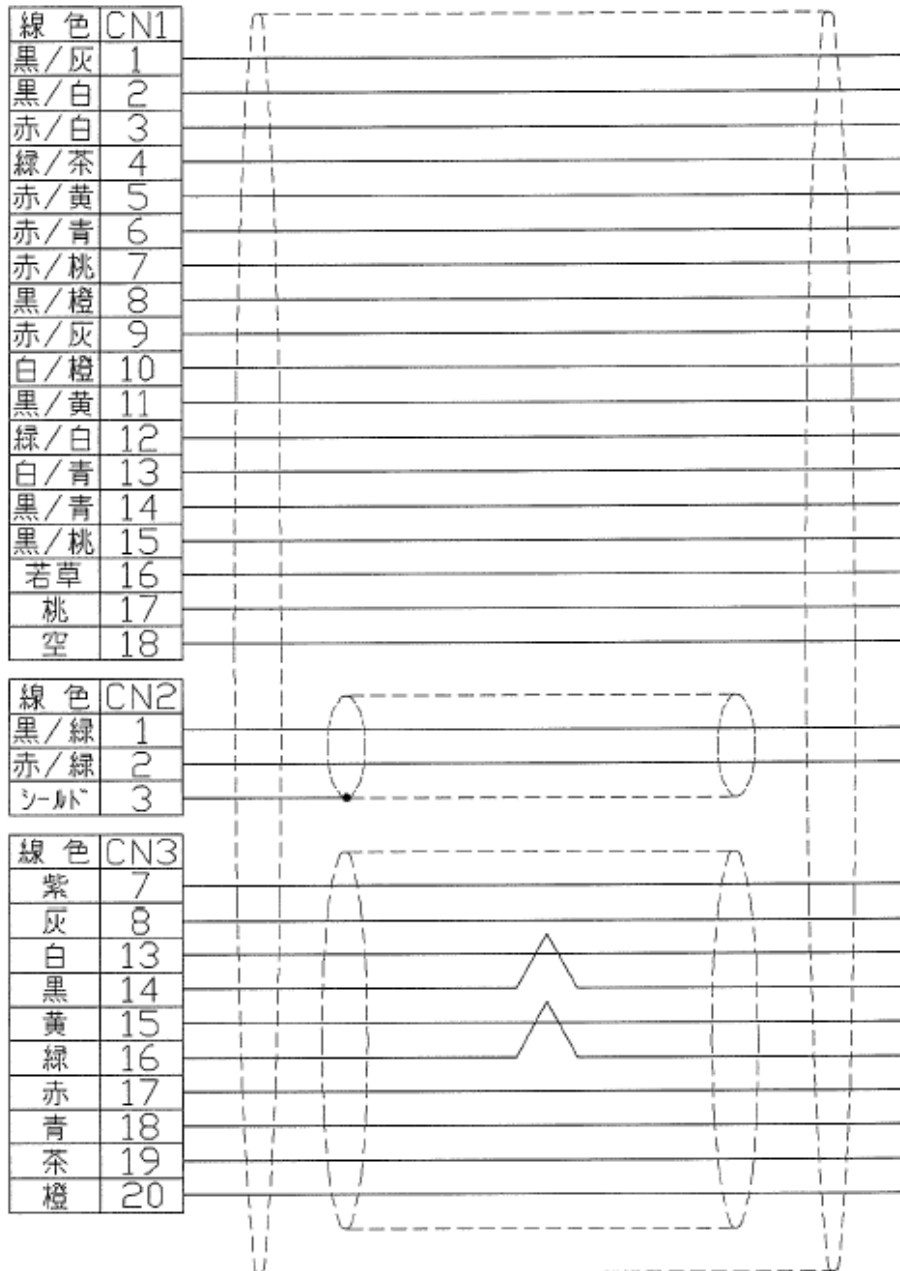 線 色 CN1
黒/灰 1
黒/白 2
赤/白 3
緑/茶 4
赤/黄 5
赤/青 6
赤/桃 7
黒/橙 8
赤/灰 9
白/橙 10
黒/黄 11
緑/白 12
白/青 13
黒/青 14
黒/桃 15
若草 16
桃 17
空 18
線 色 CN2
黒/緑 1
赤/緑 2
シールド 3
線 色 CN3
紫 7
灰 8
白 13
黒 14
黄 15
緑 16
赤 17
青 18
茶 19
橙 20